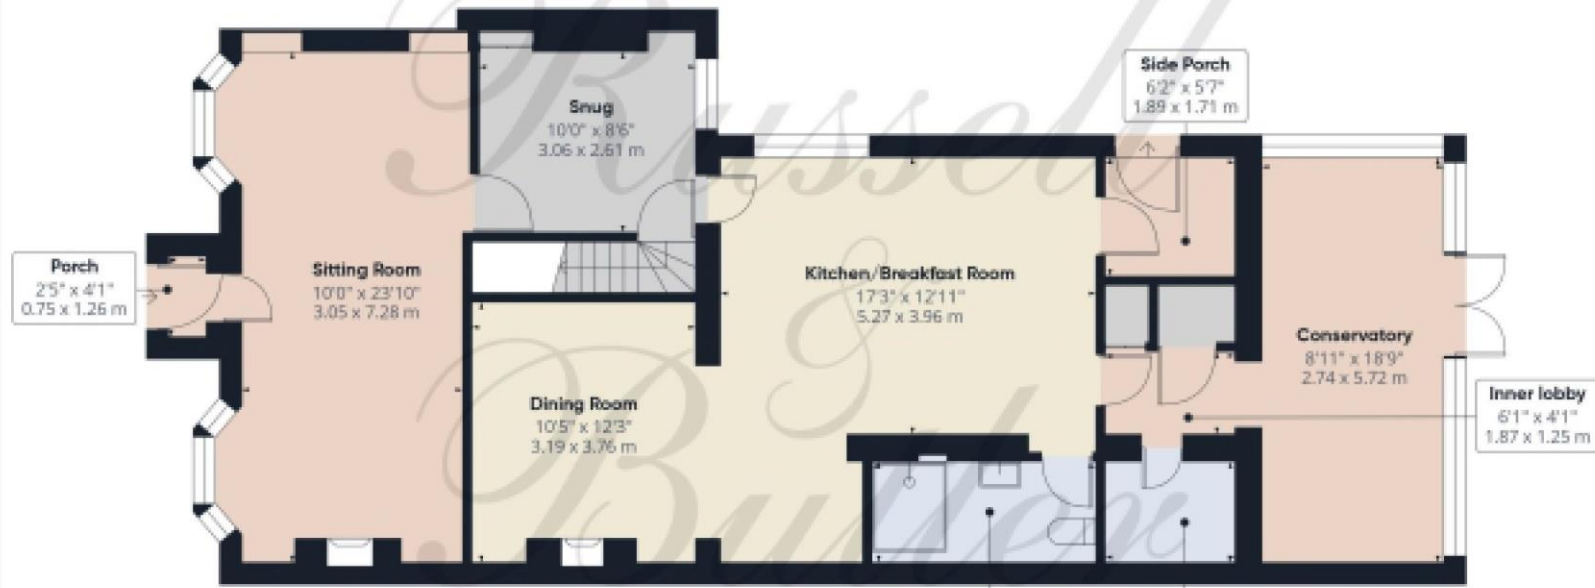 Russell
&
Butler
Side Porch
6'2" x 5'7"
1.89 x 1.71 m
Snug
10'0" x 8'6"
3.06 x 2.61 m
Porch
2'5" x 4'1"
0.75 x 1.26 m
Sitting Room
10'0" x 23'10"
3.05 x 7.28 m
Kitchen/Breakfast Room
17'3" x 12'11"
5.27 x 3.96 m
Conservatory
8'11" x 18'9"
2.74 x 5.72 m
Dining Room
10'5" x 12'3"
3.19 x 3.76 m
Inner lobby
6'1" x 4'1"
1.87 x 1.25 m